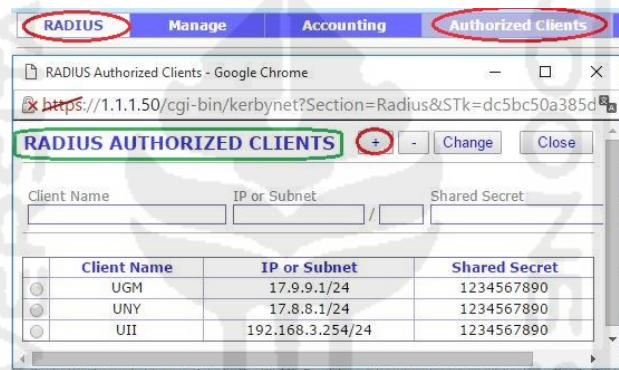 RADIUS Manage Accounting Authorized Clients
RADIUS Authorized Clients - Google Chrome
https://1.1.1.50/cgi-bin/kerbynet?Section=Radius&STk=dc5bc50a385d
RADIUS AUTHORIZED CLIENTS + - Change Close
Client Name IP or Subnet Shared Secret
/
Client Name IP or Subnet Shared Secret
UGM 17.9.9.1/24 1234567890
UNY 17.8.8.1/24 1234567890
UII 192.168.3.254/24 1234567890